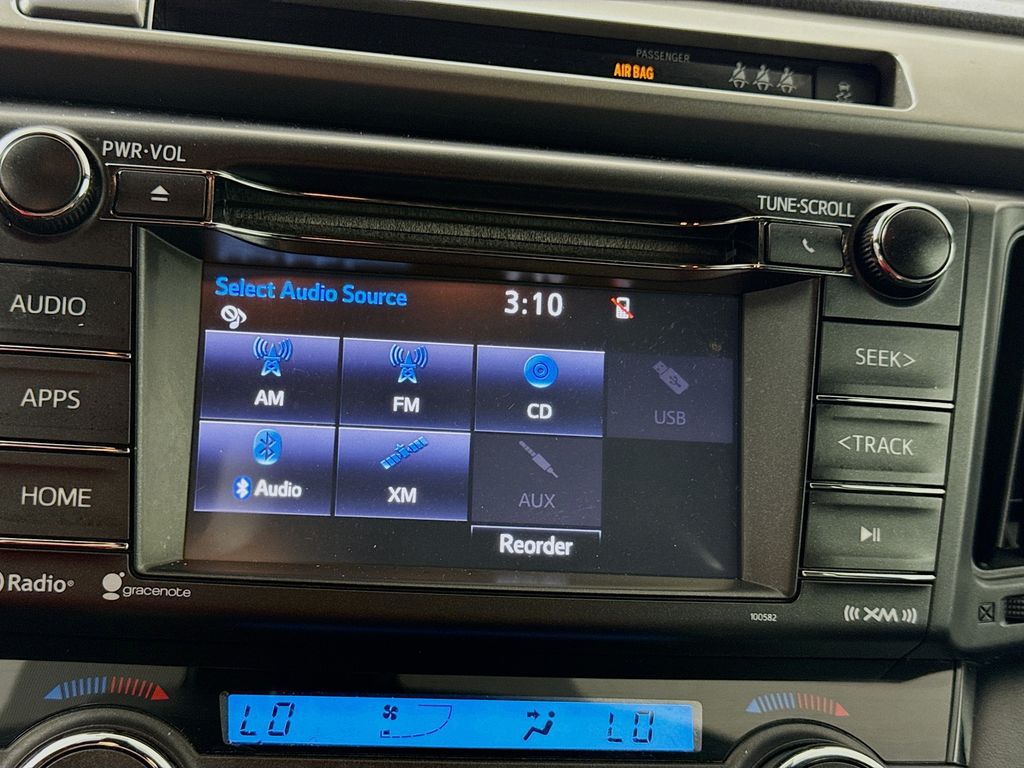 PASSENGER
AIR BAG
PWR·VOL
TUNE·SCROLL
AUDIO
APPS
HOME
Select Audio Source
3:10
AM
FM
CD
USB
Audio
XM
AUX
Reorder
SEEK>
<TRACK
Radio®
gracenote
100582
((( XM )))
LO
LO